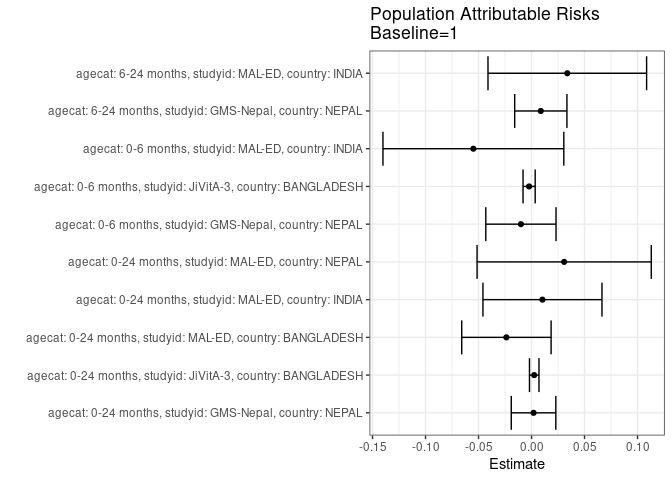 Population Attributable Risks
Baseline=1
agecat: 6-24 months, studyid: MAL-ED, country: INDIA
agecat: 6-24 months, studyid: GMS-Nepal, country: NEPAL
agecat: 0-6 months, studyid: MAL-ED, country: INDIA
agecat: 0-6 months, studyid: JiVitA-3, country: BANGLADESH
agecat: 0-6 months, studyid: GMS-Nepal, country: NEPAL
agecat: 0-24 months, studyid: MAL-ED, country: NEPAL
agecat: 0-24 months, studyid: MAL-ED, country: INDIA
agecat: 0-24 months, studyid: MAL-ED, country: BANGLADESH
agecat: 0-24 months, studyid: JiVitA-3, country: BANGLADESH
agecat: 0-24 months, studyid: GMS-Nepal, country: NEPAL
-0.15 -0.10 -0.05 0.00 0.05 0.10
Estimate